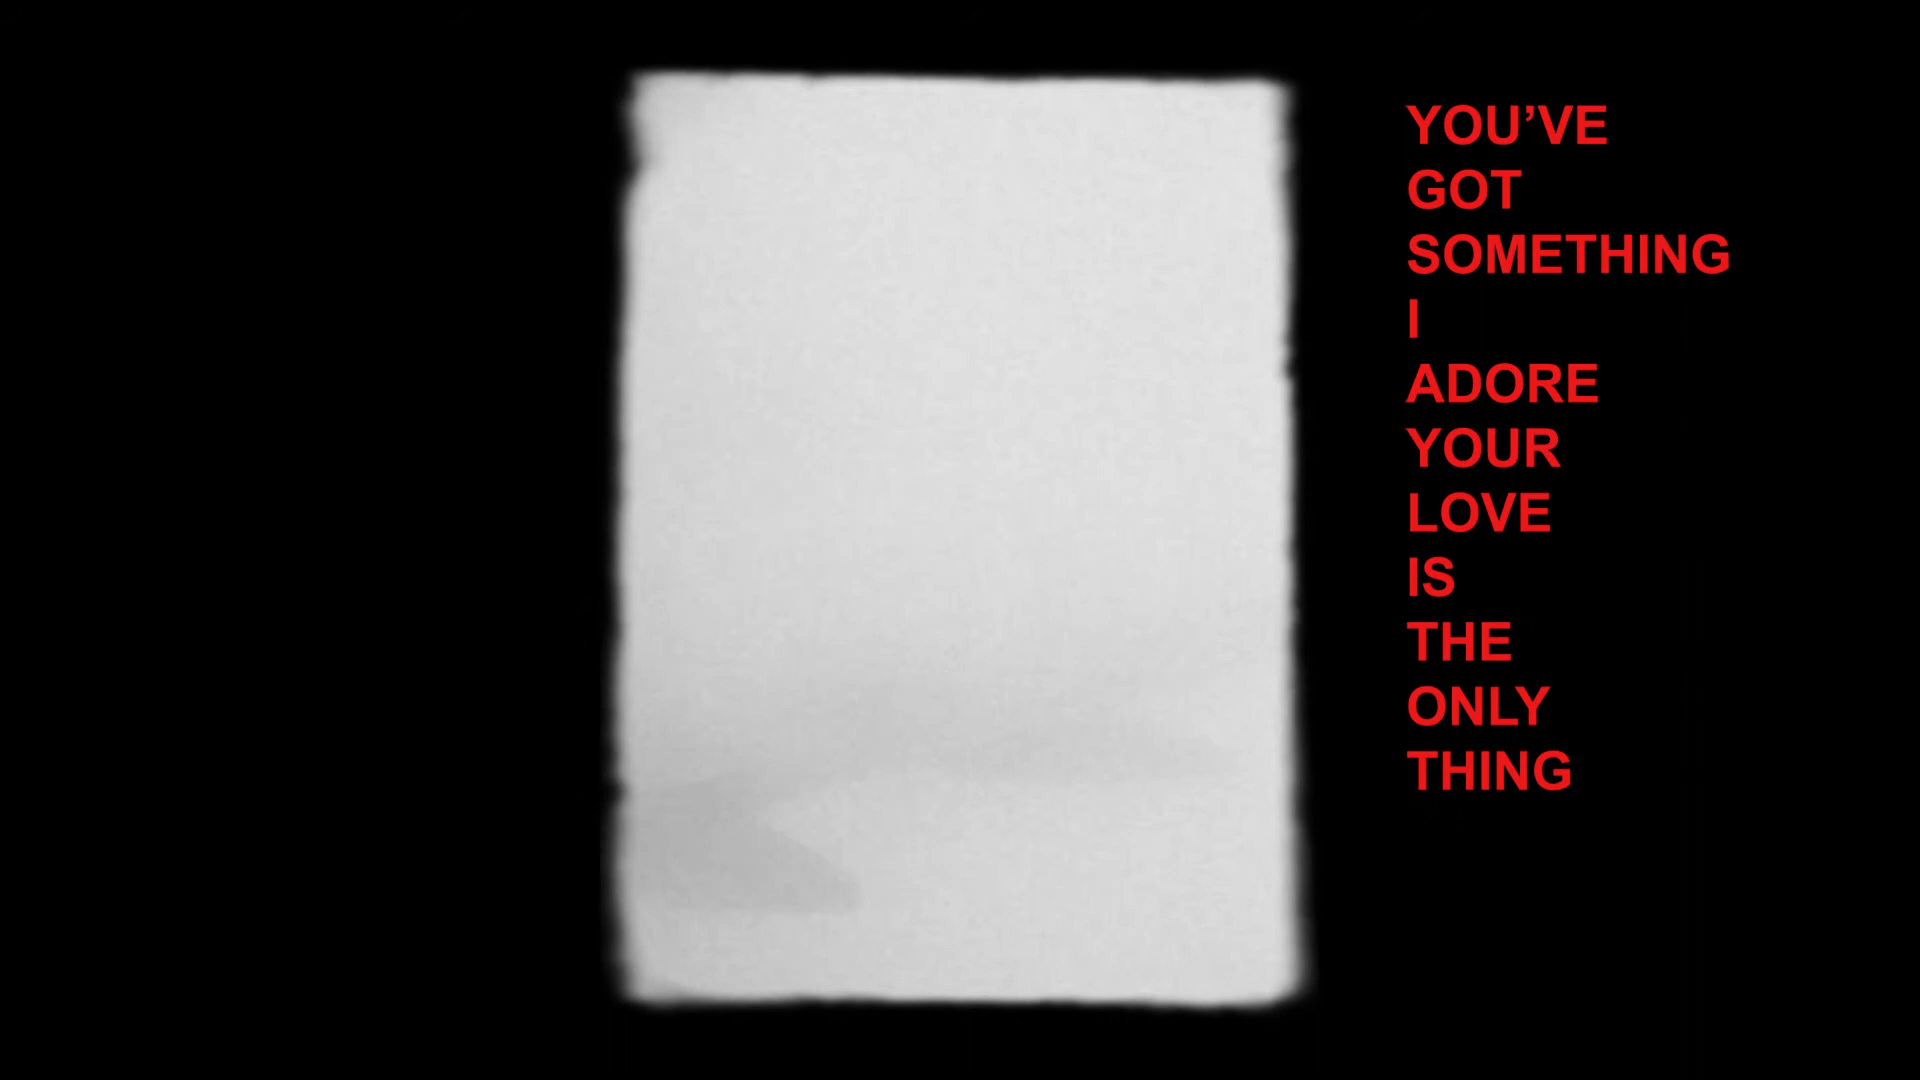 YOU’VE
GOT
SOMETHING
I
ADORE
YOUR
LOVE
IS
THE
ONLY
THING